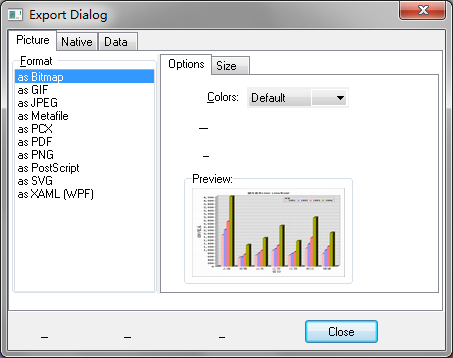 Export Dialog
Picture Native Data
Format
as Bitmap
as GIF
as JPEG
as Metafile
as PCX
as PDF
as PNG
as PostScript
as SVG
as XAML (WPF)
Options Size
Colors: Default
Preview:
Close